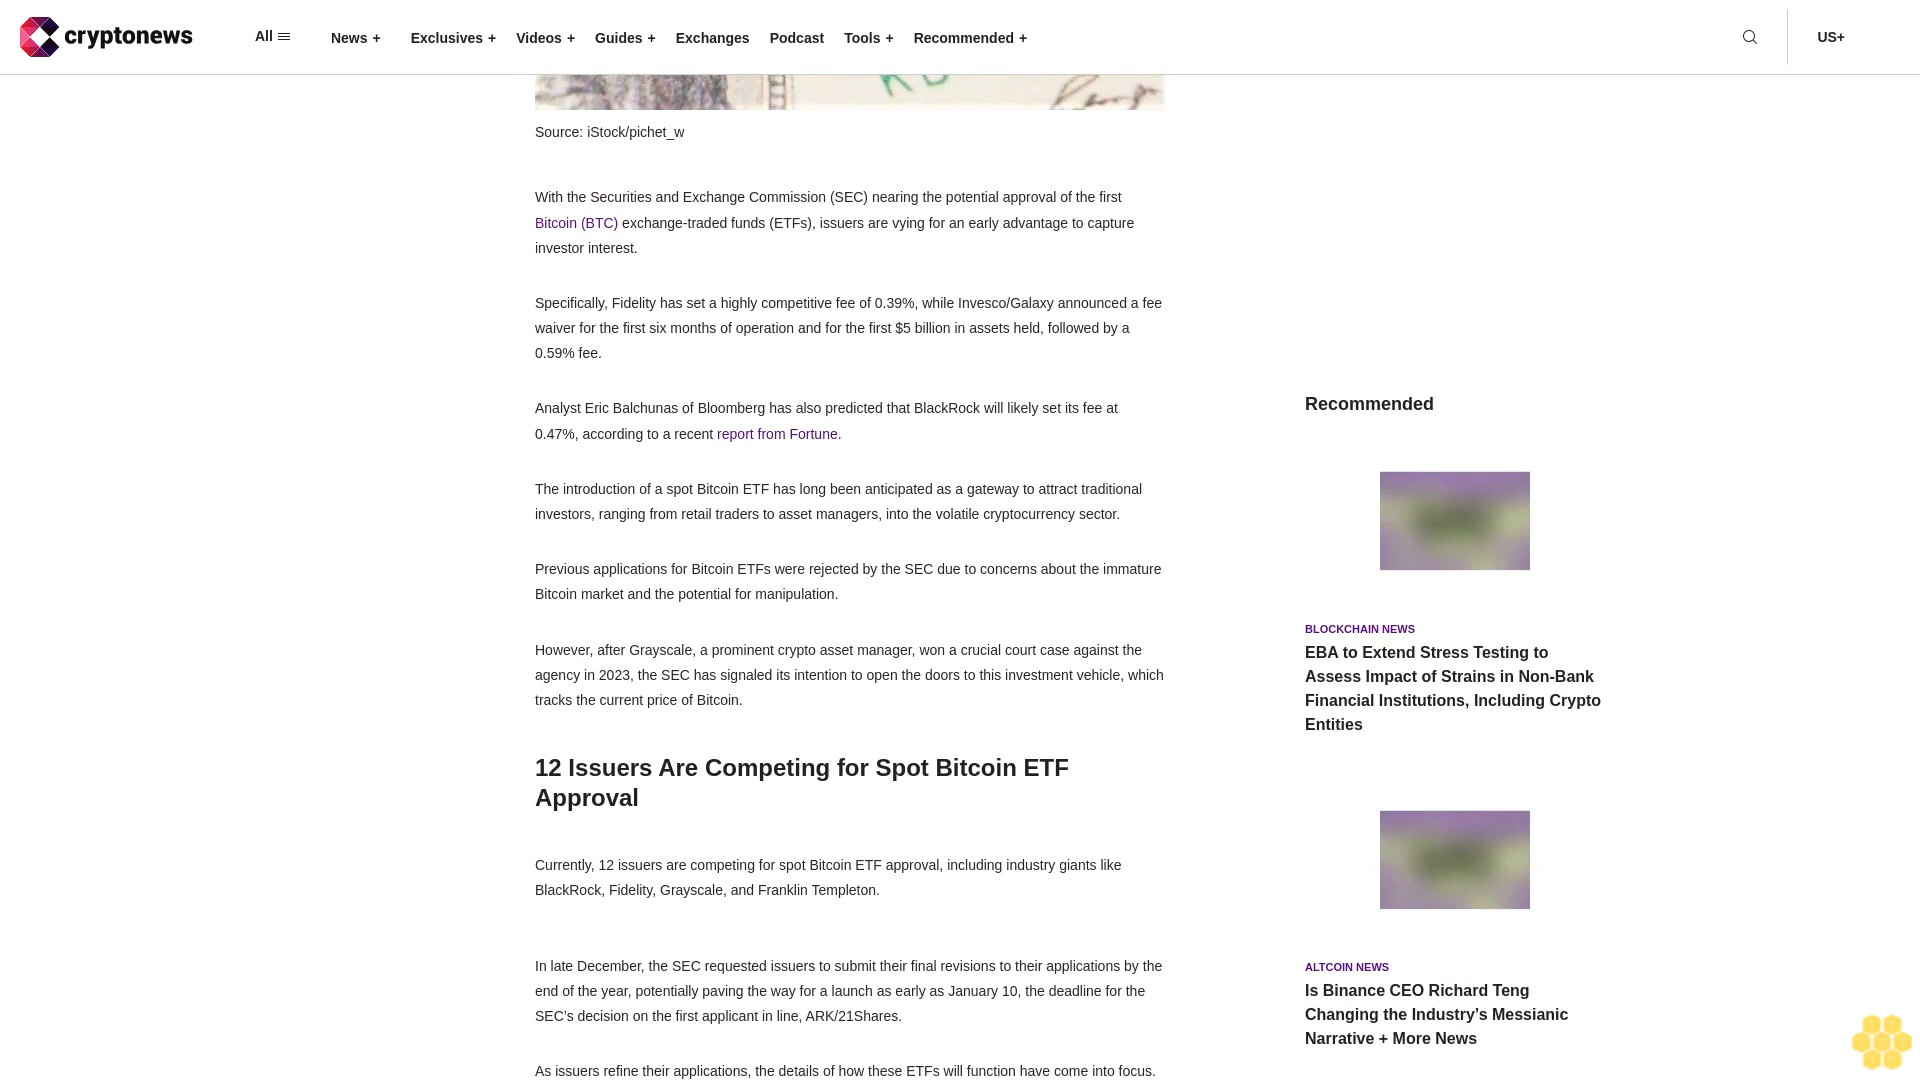 cryptonews
All
News +
Exclusives +
Videos +
Guides +
Exchanges
Podcast
Tools +
Recommended +
US+
Source: iStock/pichet_w
With the Securities and Exchange Commission (SEC) nearing the potential approval of the first
Bitcoin (BTC) exchange-traded funds (ETFs), issuers are vying for an early advantage to capture
investor interest.
Specifically, Fidelity has set a highly competitive fee of 0.39%, while Invesco/Galaxy announced a fee
waiver for the first six months of operation and for the first $5 billion in assets held, followed by a
0.59% fee.
Analyst Eric Balchunas of Bloomberg has also predicted that BlackRock will likely set its fee at
0.47%, according to a recent report from Fortune.
The introduction of a spot Bitcoin ETF has long been anticipated as a gateway to attract traditional
investors, ranging from retail traders to asset managers, into the volatile cryptocurrency sector.
Previous applications for Bitcoin ETFs were rejected by the SEC due to concerns about the immature
Bitcoin market and the potential for manipulation.
However, after Grayscale, a prominent crypto asset manager, won a crucial court case against the
agency in 2023, the SEC has signaled its intention to open the doors to this investment vehicle, which
tracks the current price of Bitcoin.
12 Issuers Are Competing for Spot Bitcoin ETF
Approval
Currently, 12 issuers are competing for spot Bitcoin ETF approval, including industry giants like
BlackRock, Fidelity, Grayscale, and Franklin Templeton.
In late December, the SEC requested issuers to submit their final revisions to their applications by the
end of the year, potentially paving the way for a launch as early as January 10, the deadline for the
SEC’s decision on the first applicant in line, ARK/21Shares.
As issuers refine their applications, the details of how these ETFs will function have come into focus.
Recommended
BLOCKCHAIN NEWS
EBA to Extend Stress Testing to
Assess Impact of Strains in Non-Bank
Financial Institutions, Including Crypto
Entities
ALTCOIN NEWS
Is Binance CEO Richard Teng
Changing the Industry’s Messianic
Narrative + More News